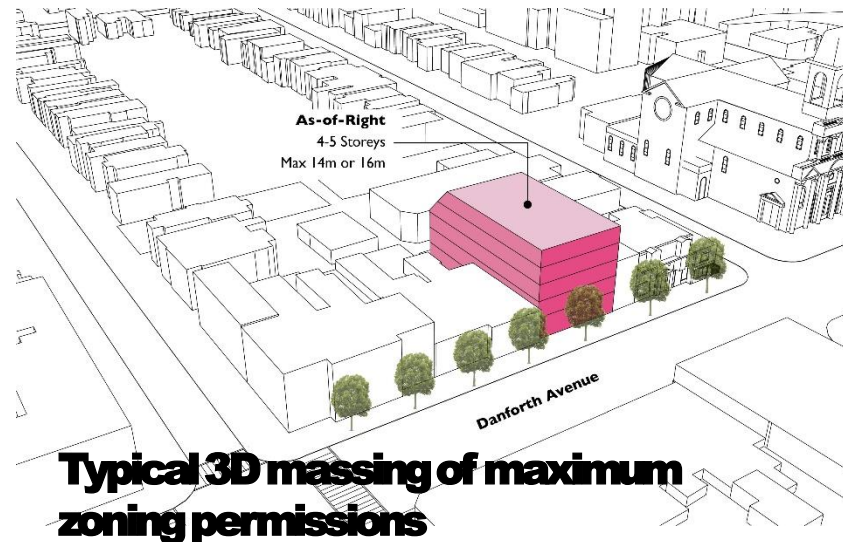 As-of-Right
4-5 Storeys
Max 14m or 16m
Danforth Avenue
Typical 3D massing of maximum
zoning permissions